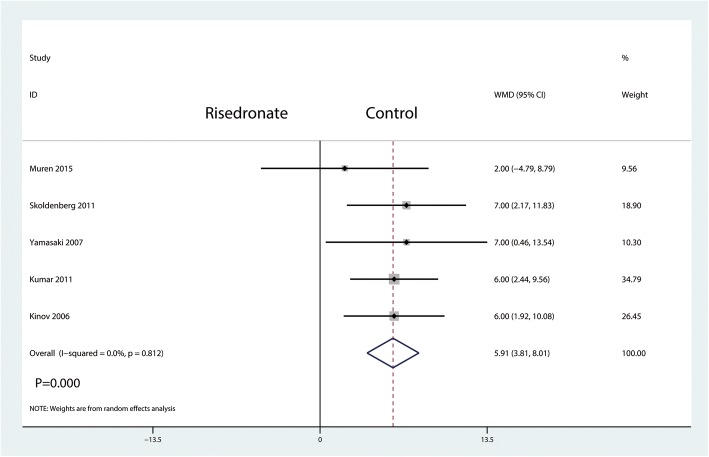 Study %
ID WMD (95% CI) Weight
Risedronate Control
Muren 2015 2.00 (−4.79, 8.79) 9.56
Skoldenberg 2011 7.00 (2.17, 11.83) 18.90
Yamasaki 2007 7.00 (0.46, 13.54) 10.30
Kumar 2011 6.00 (2.44, 9.56) 34.79
Kinov 2006 6.00 (1.92, 10.08) 26.45
Overall (I−squared = 0.0%, p = 0.812) 5.91 (3.81, 8.01) 100.00
P=0.000
NOTE: Weights are from random effects analysis
−13.5 0 13.5